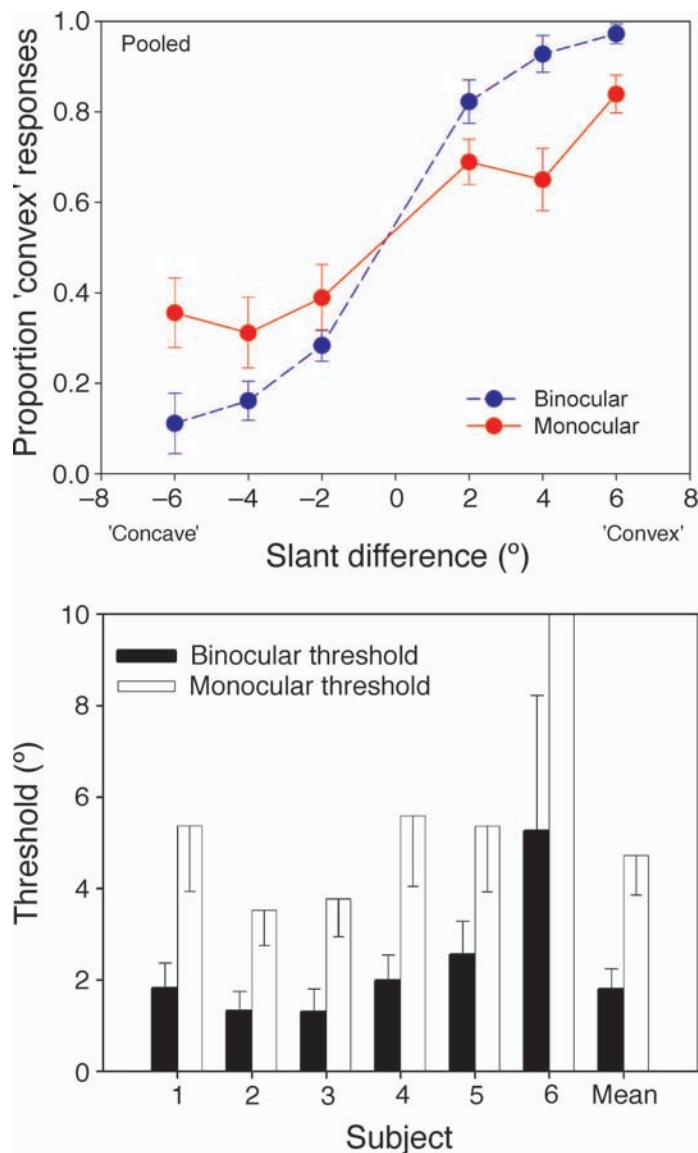 1.0
Pooled
0.8
0.6
0.4
0.2
0.0
Proportion 'convex' responses
Binocular
Monocular
−8 −6 −4 −2 0 2 4 6 8
'Concave' 'Convex'
Slant difference (º)
10
8
6
4
2
0
Threshold (º)
Binocular threshold
Monocular threshold
1 2 3 4 5 6 Mean
Subject